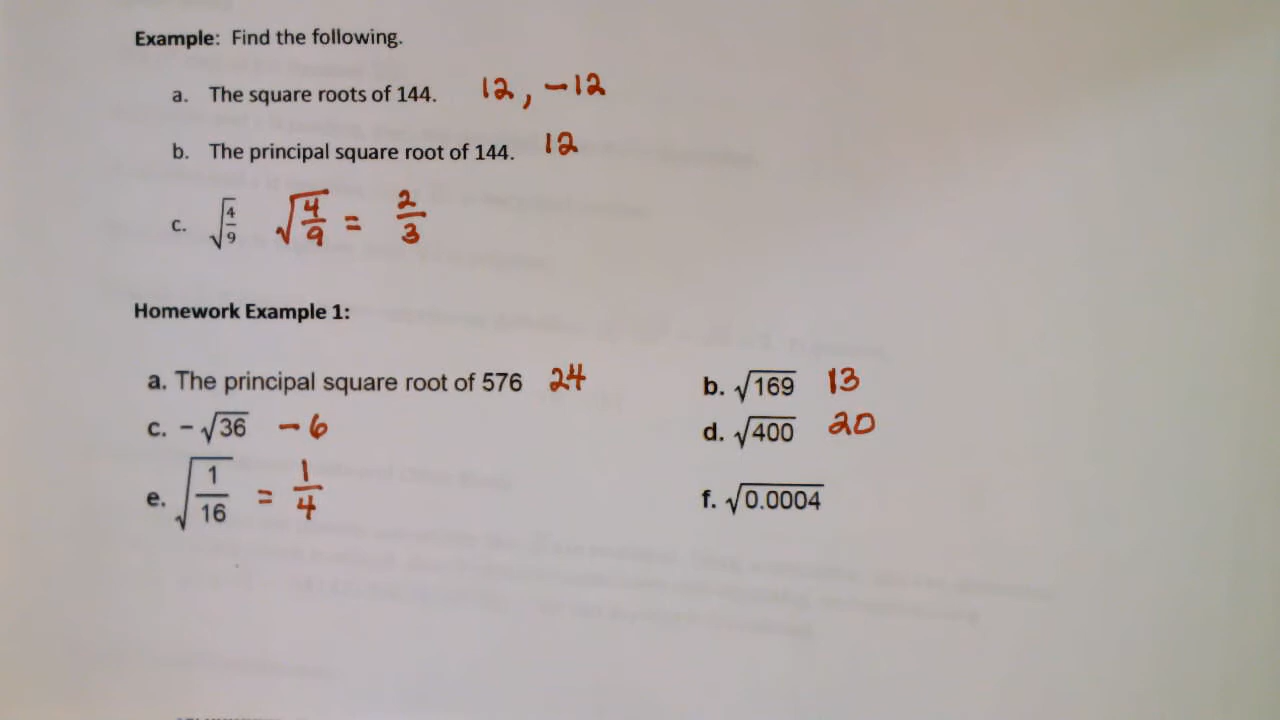 Example: Find the following.
a. The square roots of 144. 12, -12
b. The principal square root of 144. 12
c. √(4/9) √(4/9) = 2/3
Homework Example 1:
a. The principal square root of 576 24 b. √169 13
c. -√36 -6 d. √400 20
e. √(1/16) = 1/4 f. √0.0004